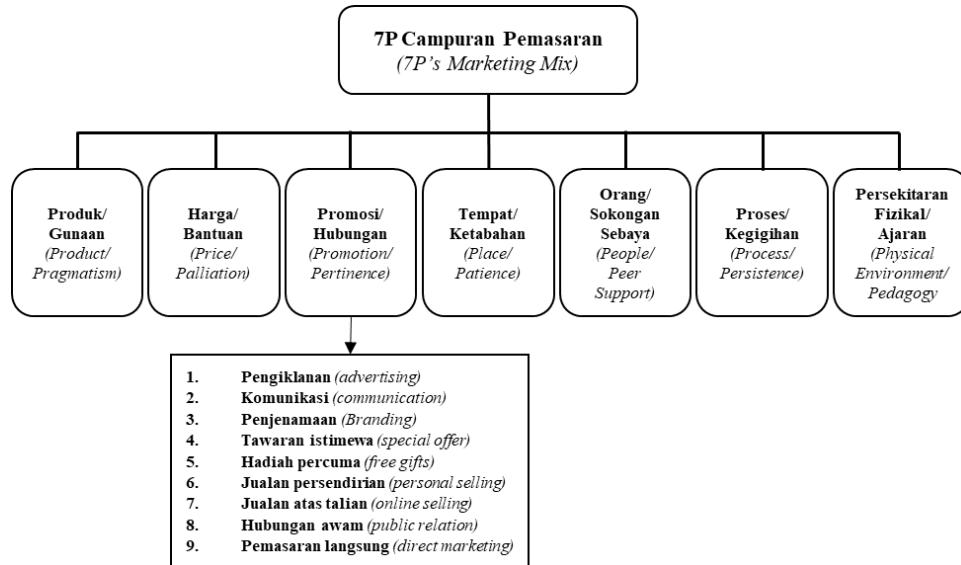 7P Campuran Pemasaran
(7P’s Marketing Mix)
Produk/
Gunaan
(Product/
Pragmatism)
Harga/
Bantuan
(Price/
Palliation)
Promosi/
Hubungan
(Promotion/
Pertinence)
Tempat/
Ketabahan
(Place/
Patience)
Orang/
Sokongan
Sebaya
(People/
Peer
Support)
Proses/
Kegigihan
(Process/
Persistence)
Persekitaran
Fizikal/
Ajaran
(Physical
Environment/
Pedagogy
1. Pengiklanan (advertising)
2 Komunikasi (communication)
3. Penjenamaan (Branding)
4. Tawaran istimewa (special offer)
5. Hadiah percuma (free gifts)
6. Jualan persendirian (personal selling)
7. Jualan atas talian (online selling)
8. Hubungan awam (public relation)
9. Pemasaran langsung (direct marketing)